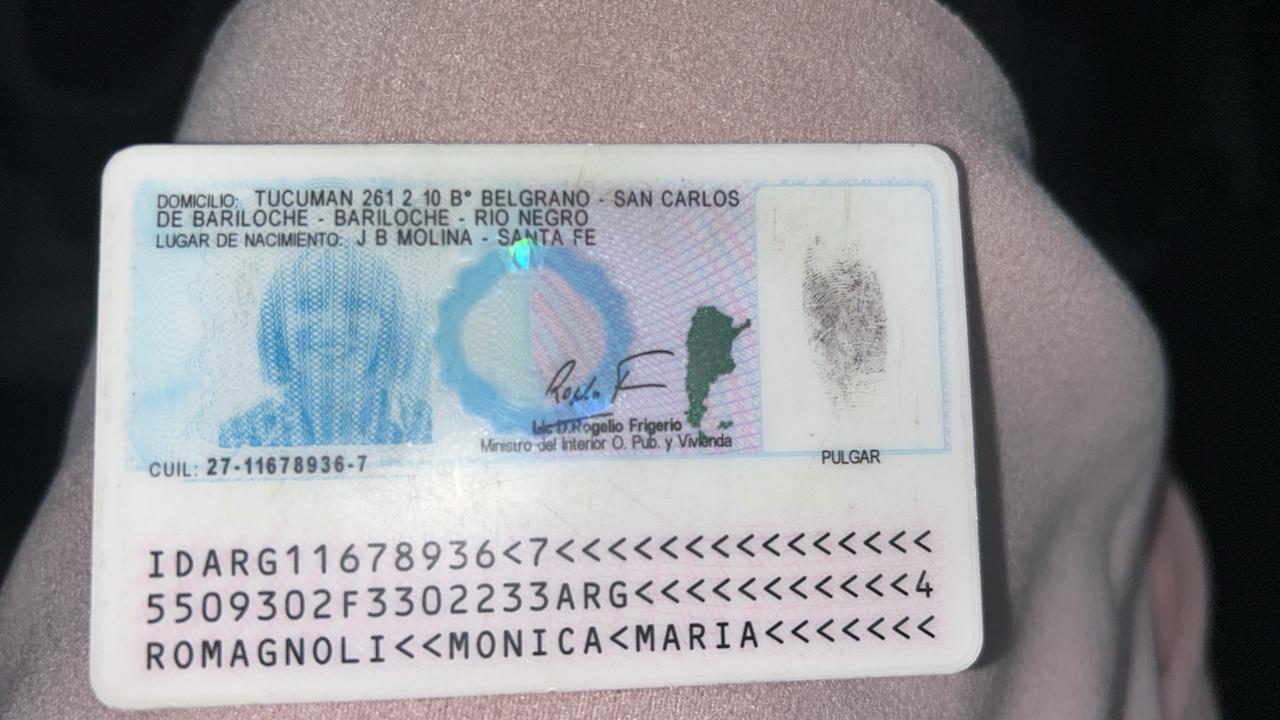 DOMICILIO: TUCUMAN 261 2 10 B° BELGRANO - SAN CARLOS
DE BARILOCHE - BARILOCHE - RIO NEGRO
LUGAR DE NACIMIENTO: J B MOLINA - SANTA FE
Lic D.Rogelio Frigerio
Ministro del Interior O. Pub. y Vivienda
PULGAR
CUIL: 27-11678936-7
IDARG11678936<7<<<<<<<<<<<<<<<
5509302F3302233ARG<<<<<<<<<<<4
ROMAGNOLI<<MONICA<MARIA<<<<<<<